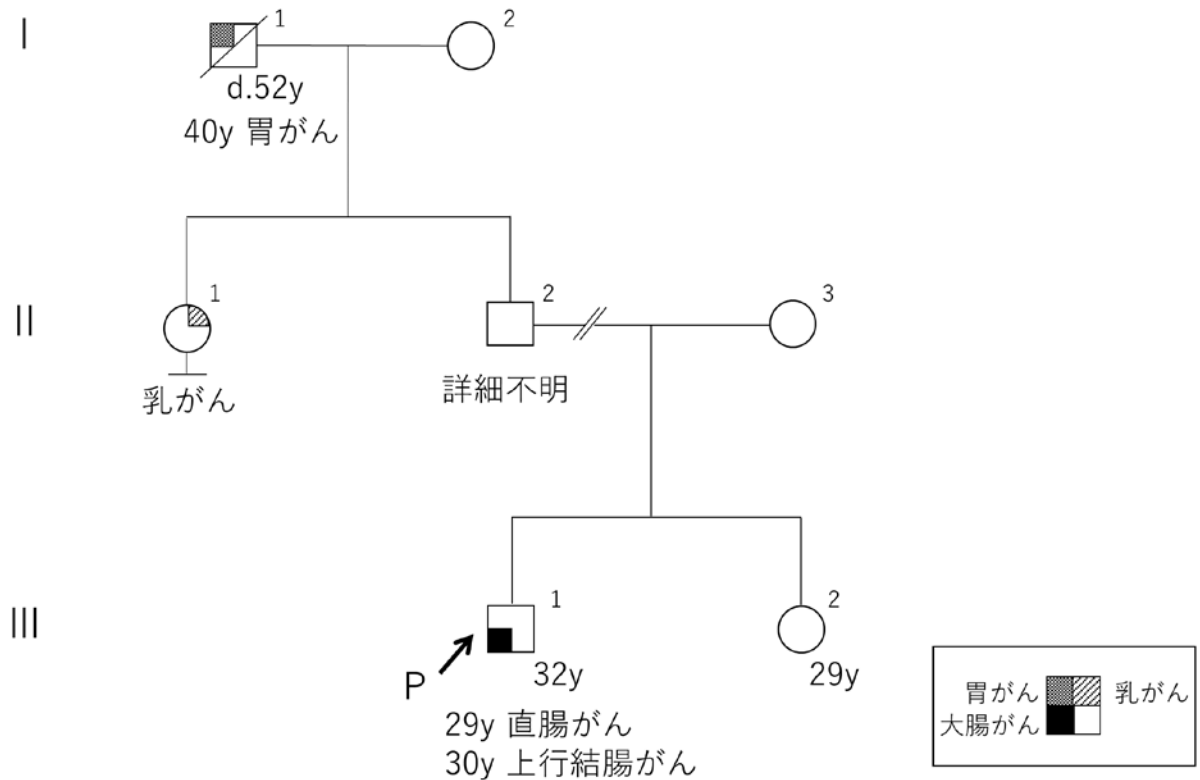 I
1
2
d.52y
40y 胃がん
II
1
2
3
乳がん
詳細不明
III
1
2
P
32y
29y
29y 直腸がん
30y 上行結腸がん
胃がん 乳がん
大腸がん